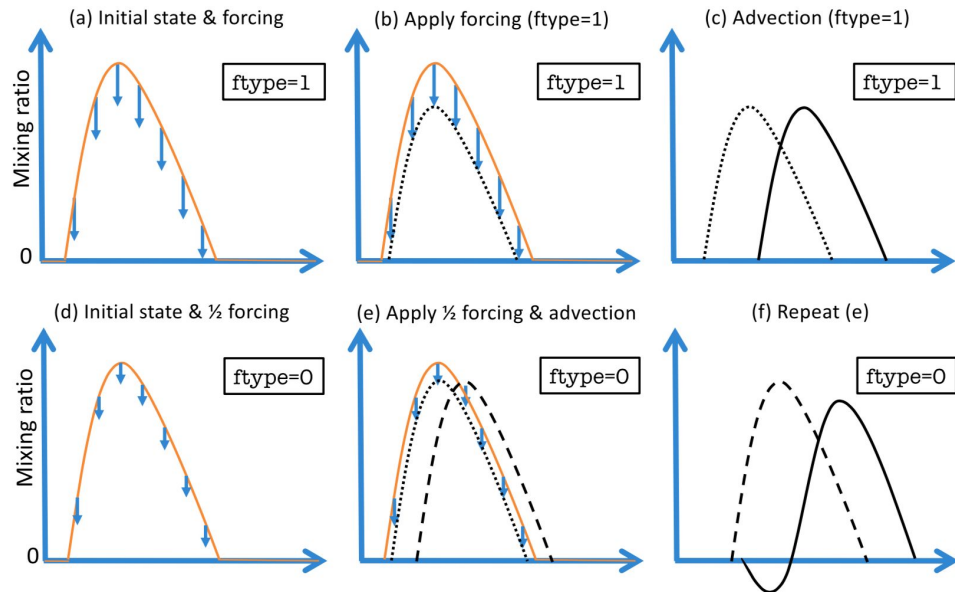 (a) Initial state & forcing
(b) Apply forcing (ftype=1)
(c) Advection (ftype=1)
ftype=1
ftype=1
ftype=1
Mixing ratio
0
(d) Initial state & ½ forcing
(e) Apply ½ forcing & advection
(f) Repeat (e)
ftype=0
ftype=0
ftype=0
Mixing ratio
0